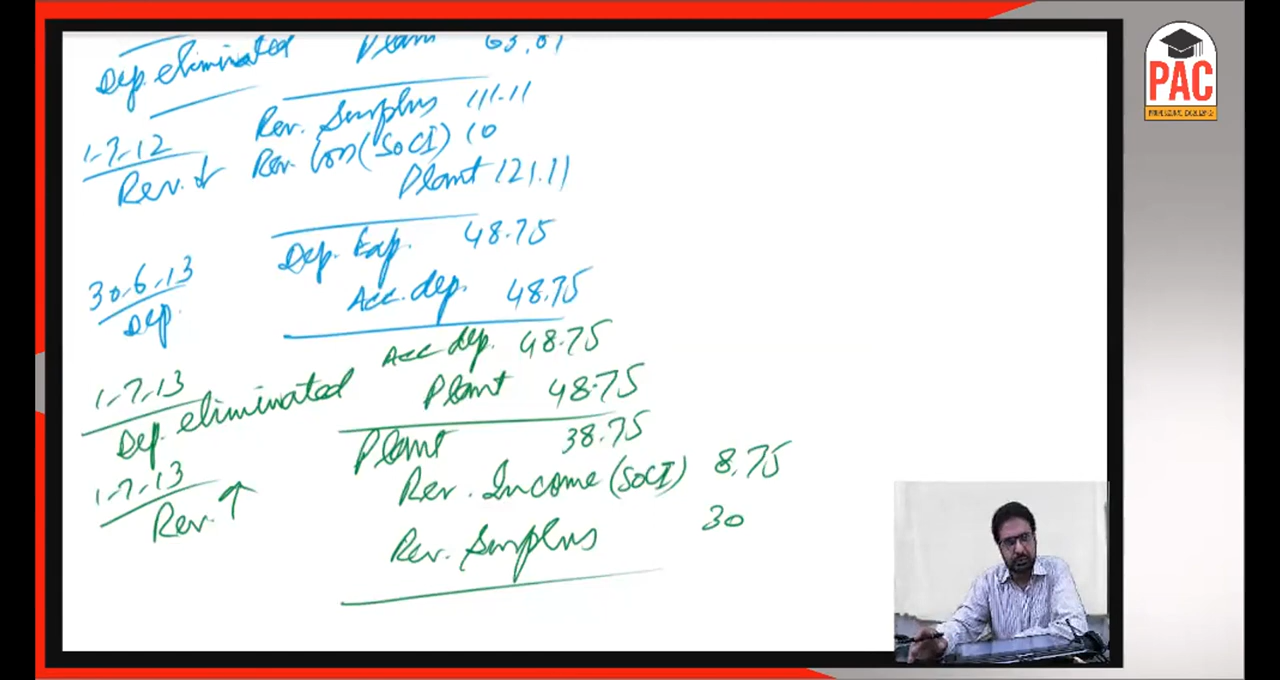 Dep. eliminated Plant 63.01
1-7-12 Rev. Surplus 111.11
Rev. ↓ Rev. loss (SOCI) 10
Plant 121.11
30.6.13 Dep. Exp. 48.75
Dep. Acc. dep. 48.75
1-7-13 Acc dep. 48.75
Dep. eliminated Plant 48.75
1-7-13 Plant 38.75
Rev. ↑ Rev. Income (SOCI) 8.75
Rev. Surplus 30
PAC